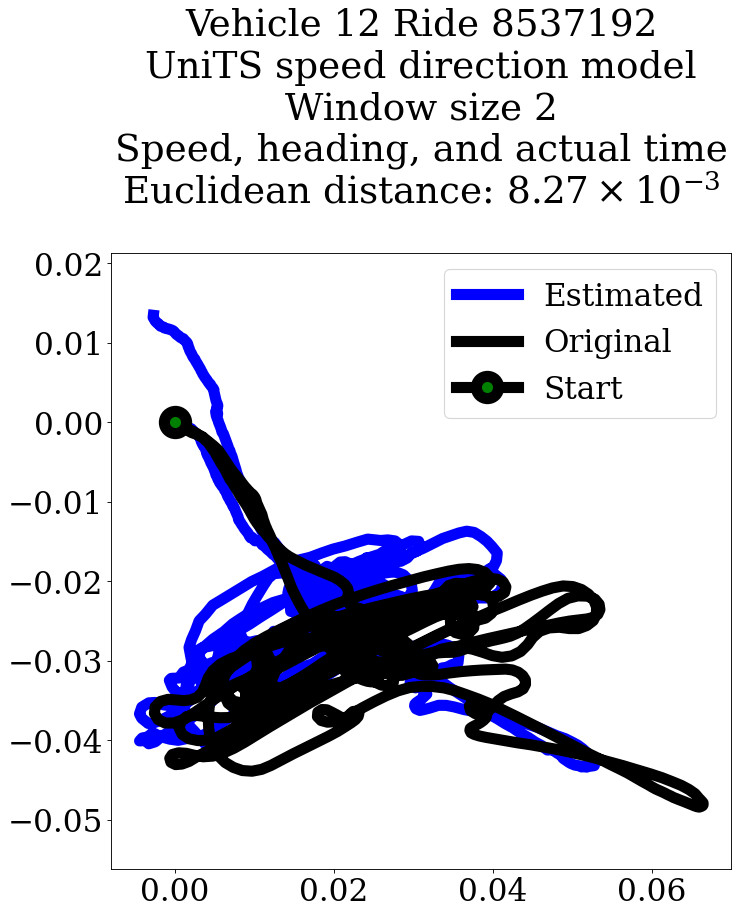 Vehicle 12 Ride 8537192
UniTS speed direction model
Window size 2
Speed, heading, and actual time
Euclidean distance: 8.27 × 10⁻³
0.02
0.01
0.00
−0.01
−0.02
−0.03
−0.04
−0.05
Estimated
Original
Start
0.00 0.02 0.04 0.06